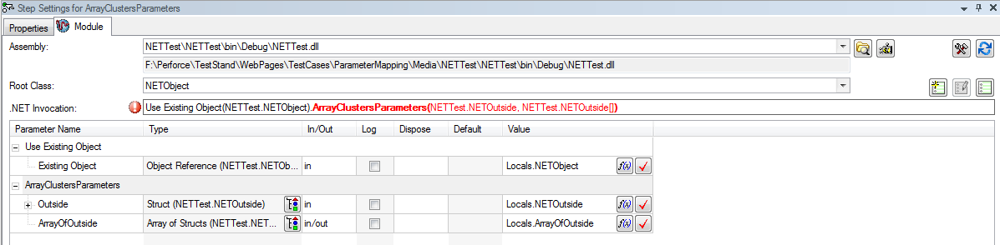 Step Settings for ArrayClustersParameters
Properties Module
Assembly: NETTest\NETTest\bin\Debug\NETTest.dll
F:\Perforce\TestStand\WebPages\TestCases\ParameterMapping\Media\NETTest\NETTest\bin\Debug\NETTest.dll
Root Class: NETObject
.NET Invocation: Use Existing Object(NETTest.NETObject).ArrayClustersParameters(NETTest.NETOutside, NETTest.NETOutside[])
Parameter Name Type In/Out Log Dispose Default Value
Use Existing Object
Existing Object Object Reference (NETTest.NETOb... in Locals.NETObject f(x)
ArrayClustersParameters
Outside Struct (NETTest.NETOutside) in Locals.NETOutside f(x)
ArrayOfOutside Array of Structs (NETTest.NET... in/out Locals.ArrayOfOutside f(x)